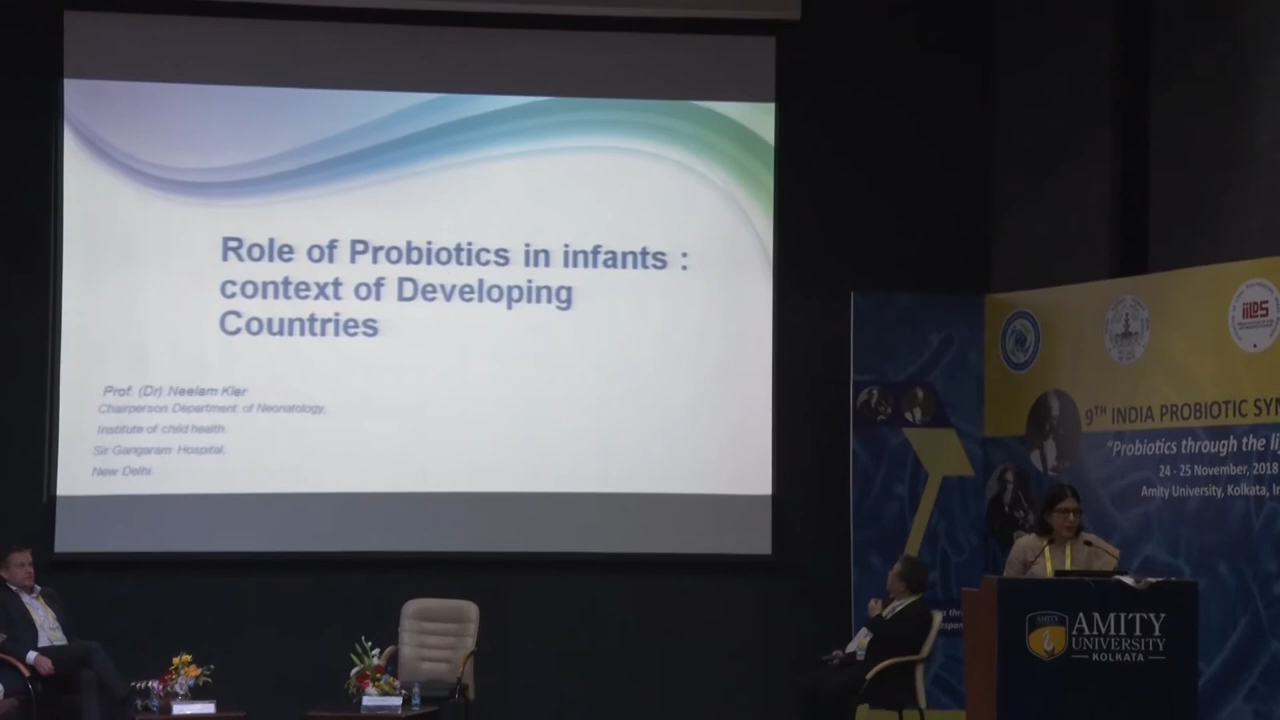 Role of Probiotics in infants :
context of Developing
Countries
Prof. (Dr) Neelam Kler
Chairperson Department of Neonatology,
Institute of child health.
Sir Gangaram Hospital,
New Delhi
IILDS
9TH INDIA PROBIOTIC SYM
"Probiotics through the li
24 - 25 November, 2018
Amity University, Kolkata, In
AMITY
AMITY
UNIVERSITY
KOLKATA